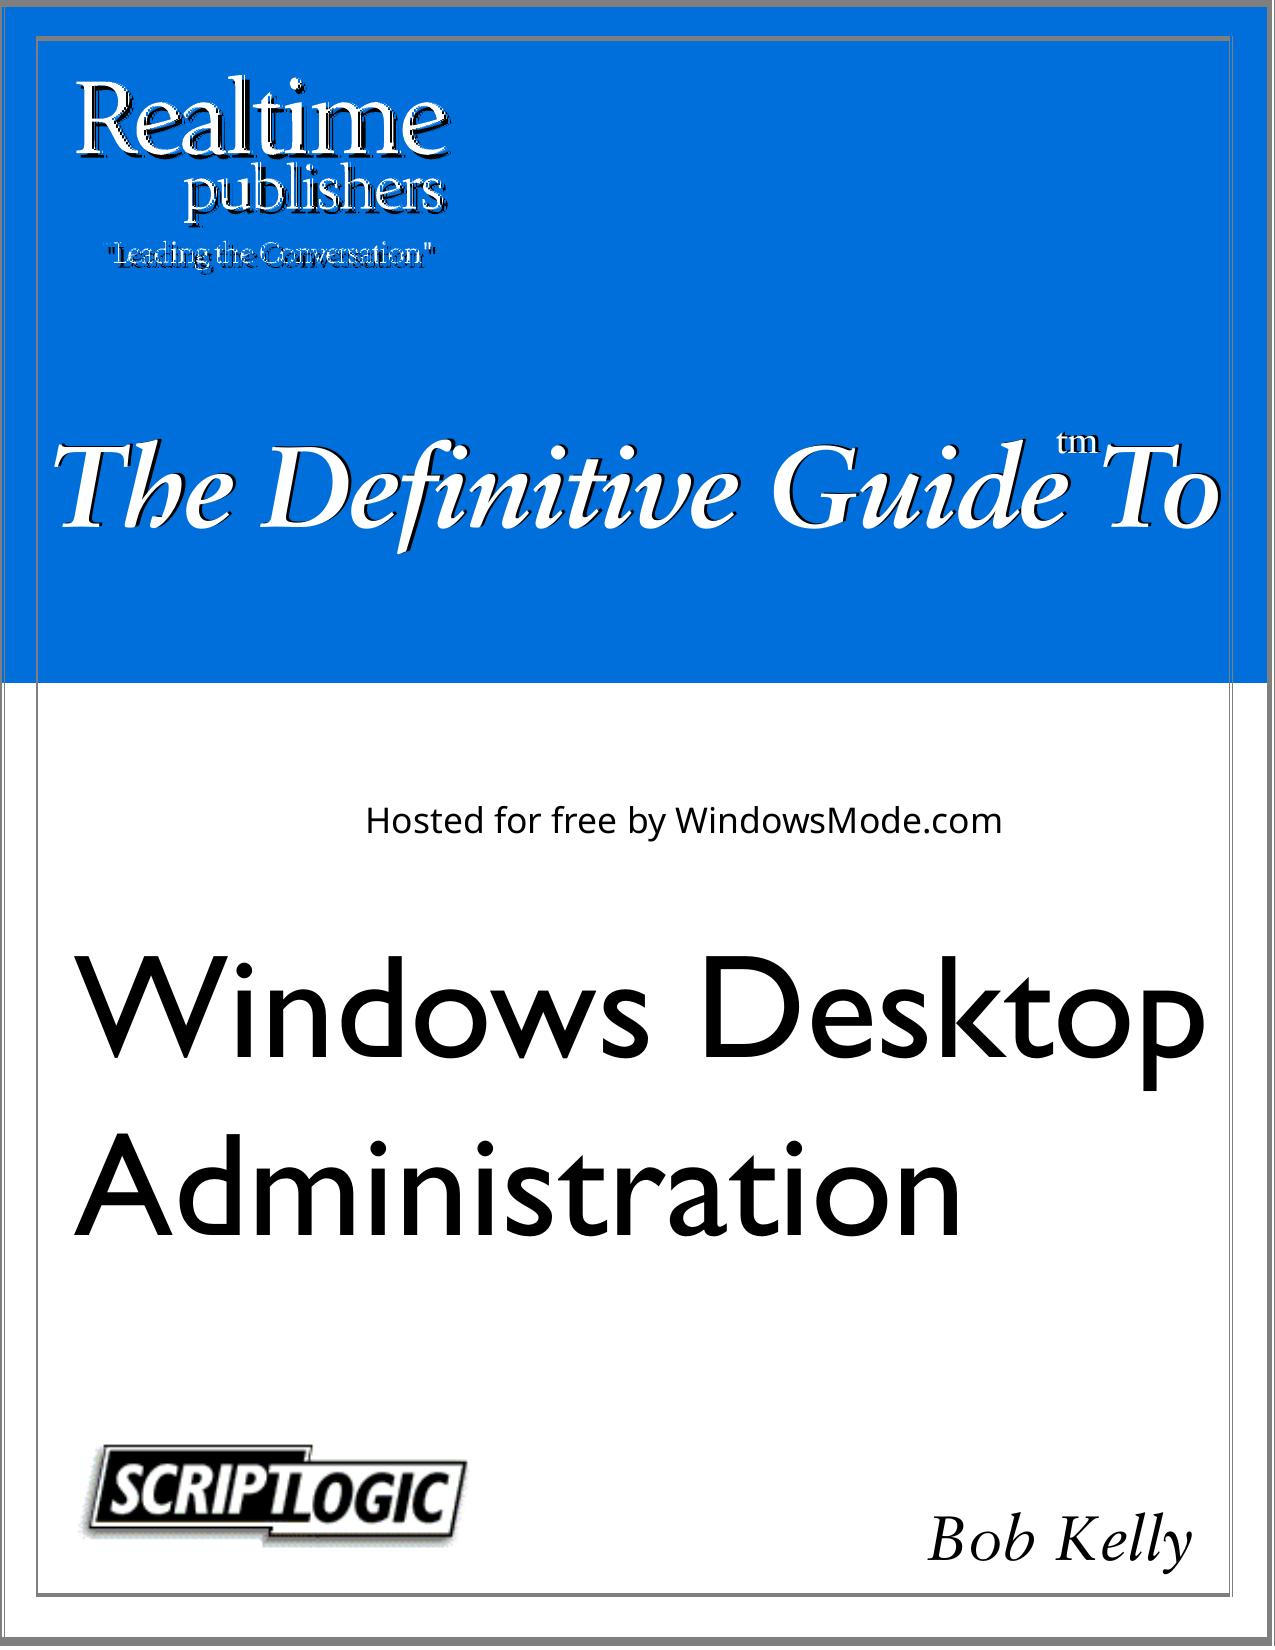 Realtime
publishers
"Leading the Conversation"
The Definitive Guide™ To
Hosted for free by WindowsMode.com
Windows Desktop
Administration
SCRIPTLOGIC
Bob Kelly